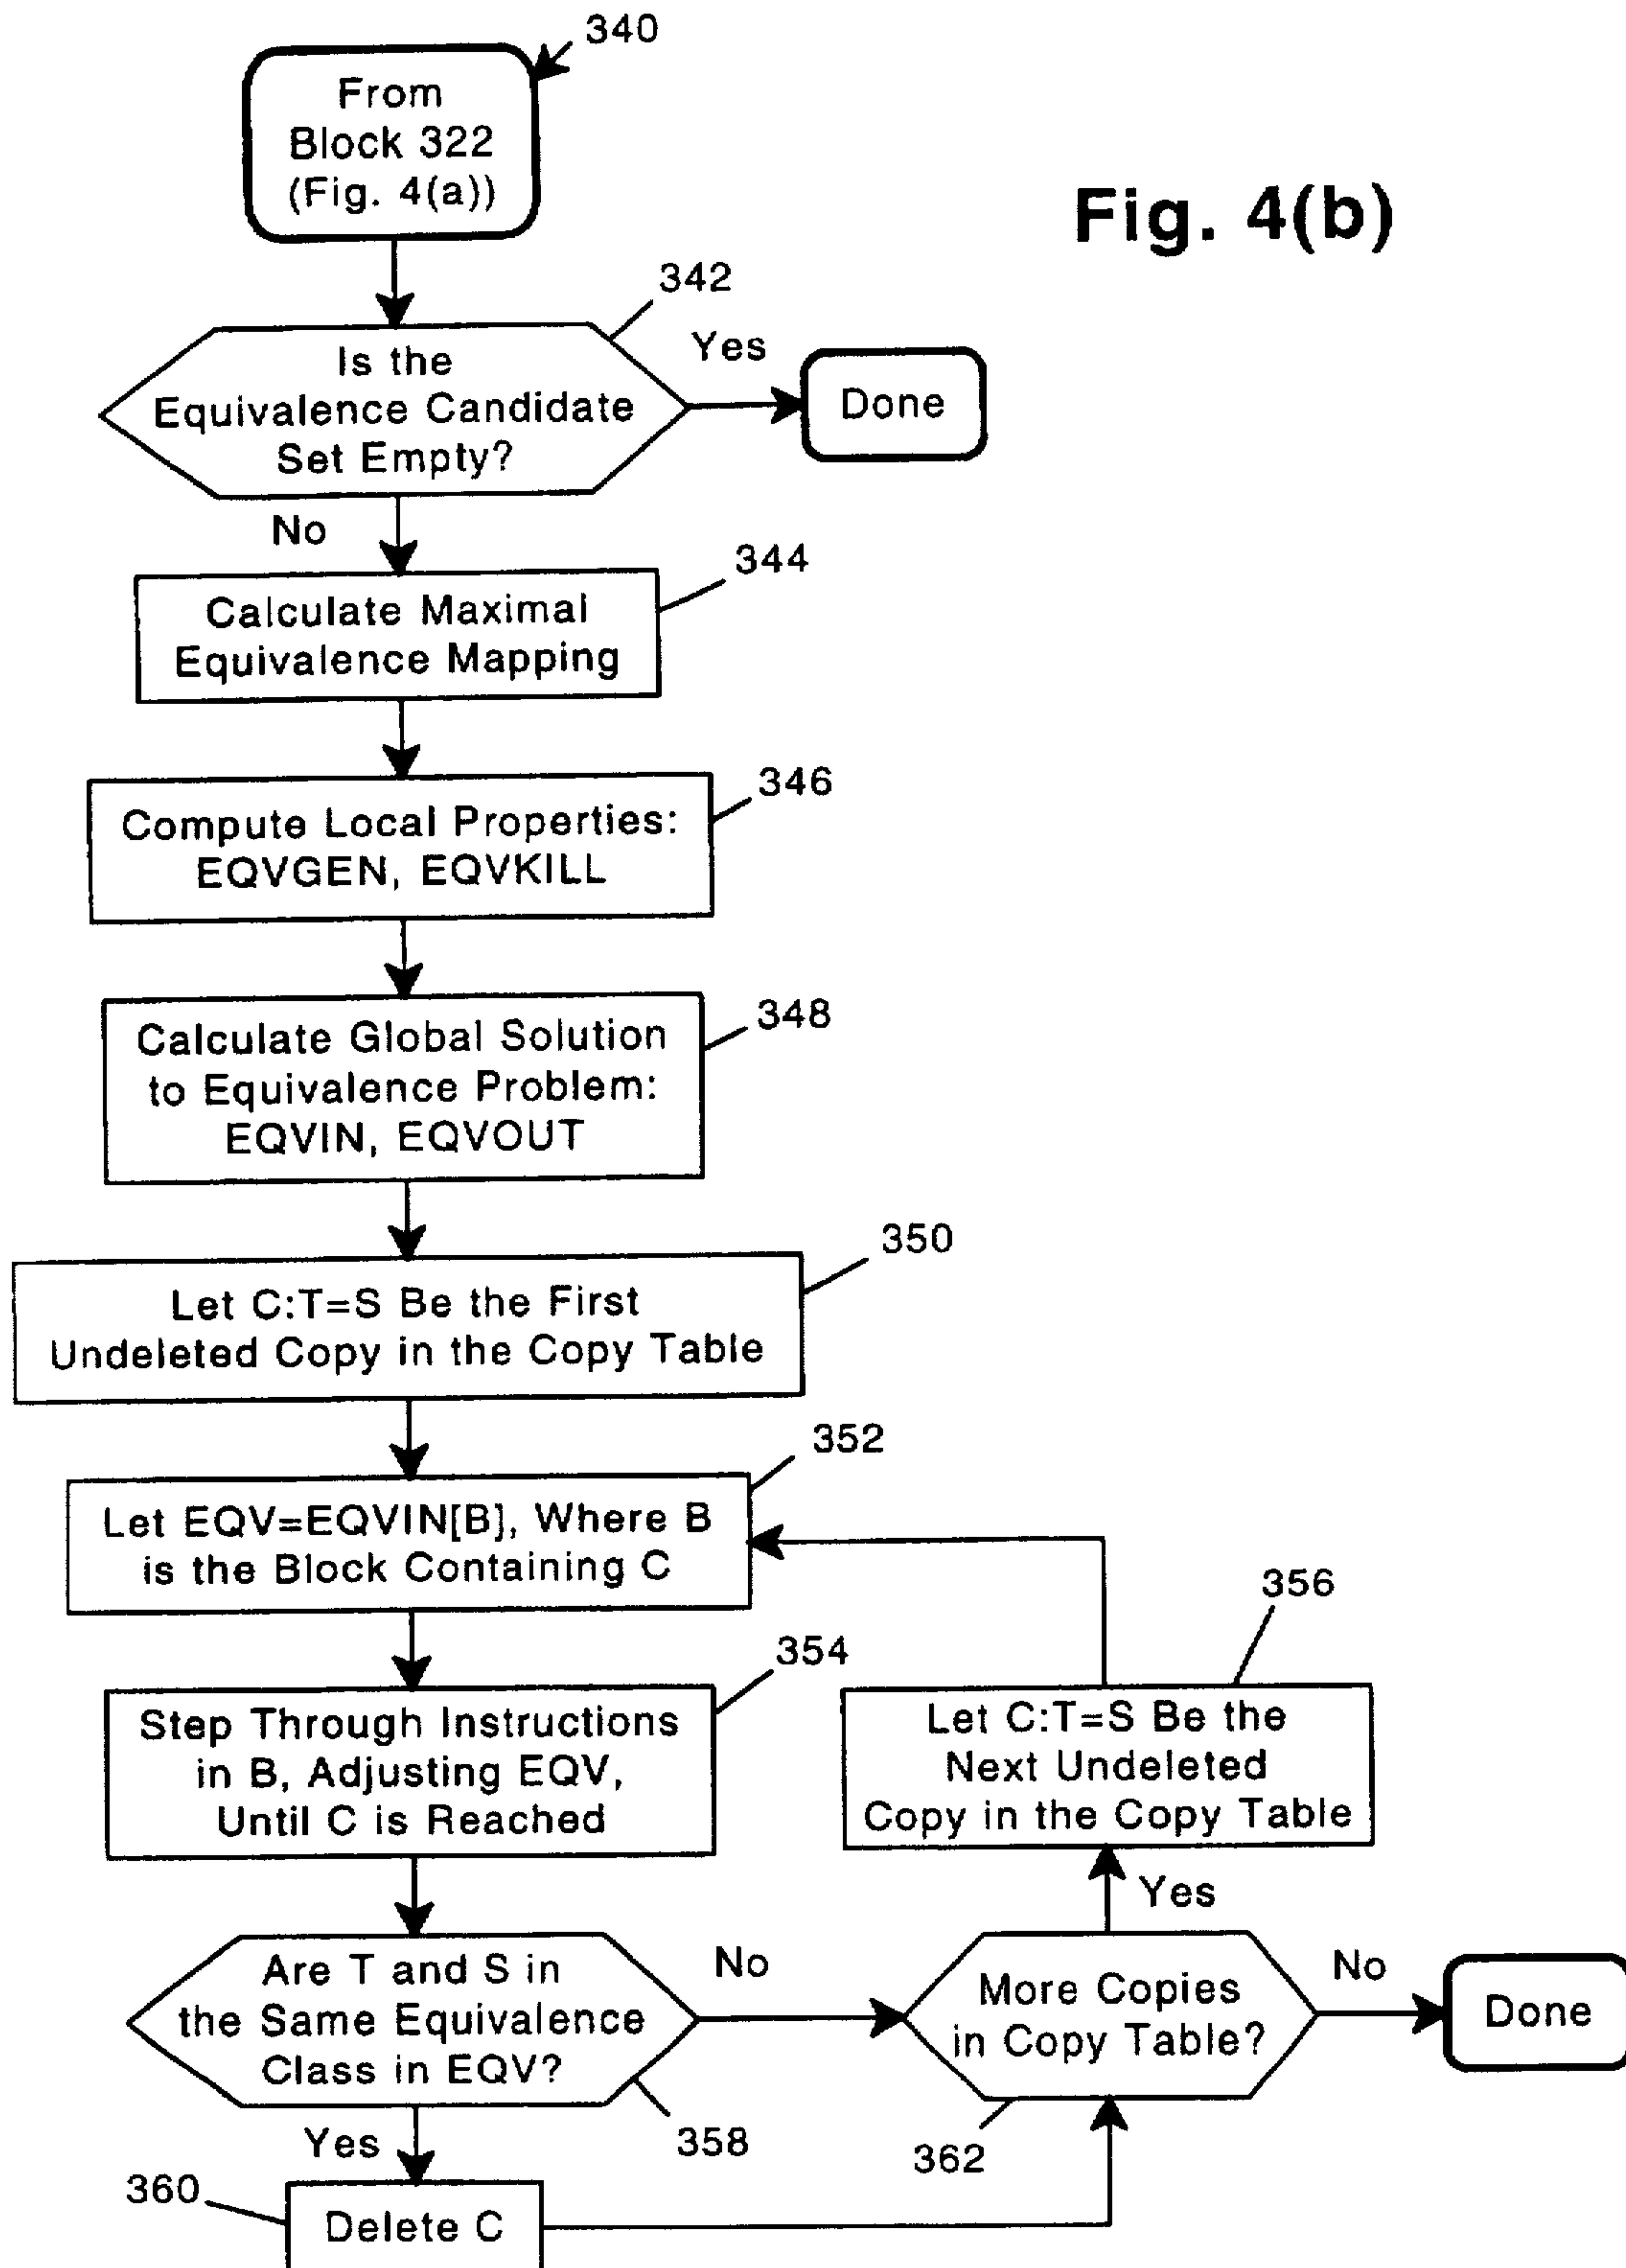 340
From
Block 322
(Fig. 4(a))
Fig. 4(b)
342
Is the
Equivalence Candidate
Set Empty?
Yes
Done
No
344
Calculate Maximal
Equivalence Mapping
346
Compute Local Properties:
EQVGEN, EQVKILL
348
Calculate Global Solution
to Equivalence Problem:
EQVIN, EQVOUT
350
Let C:T=S Be the First
Undeleted Copy in the Copy Table
352
Let EQV=EQVIN[B], Where B
is the Block Containing C
354
Step Through Instructions
in B, Adjusting EQV,
Until C is Reached
356
Let C:T=S Be the
Next Undeleted
Copy in the Copy Table
Yes
Are T and S in
the Same Equivalence
Class in EQV?
No
More Copies
in Copy Table?
No
Done
358
362
Yes
360
Delete C